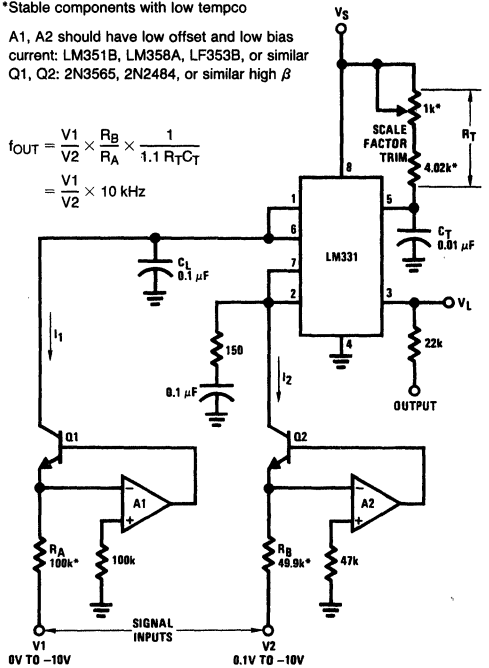 *Stable components with low tempco
A1, A2 should have low offset and low bias
current: LM351B, LM358A, LF353B, or similar
Q1, Q2: 2N3565, 2N2484, or similar high β
fOUT = V1/V2 × RB/RA × 1/1.1 RTCT
= V1/V2 × 10 kHz
VS
1k*
SCALE
FACTOR
TRIM
RT
4.02k*
8
1
5
6
CT
0.01 μF
LM331
CL
0.1 μF
7
2
3
VL
4
150
22k
I1
I2
0.1 μF
OUTPUT
Q1
Q2
−
A1
+
−
A2
+
RA
100k*
100k
RB
49.9k*
47k
SIGNAL
INPUTS
V1
0V TO −10V
V2
0.1V TO −10V